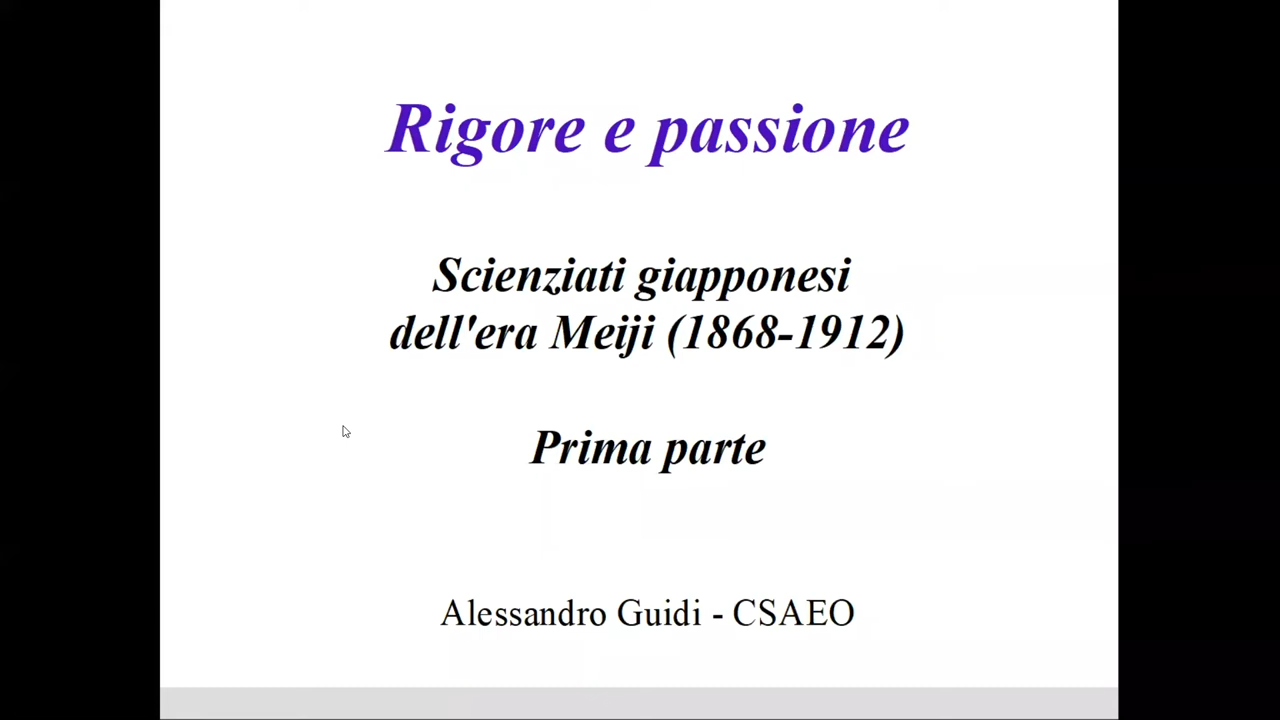 Rigore e passione
Scienziati giapponesi
dell'era Meiji (1868-1912)
Prima parte
Alessandro Guidi - CSAEO